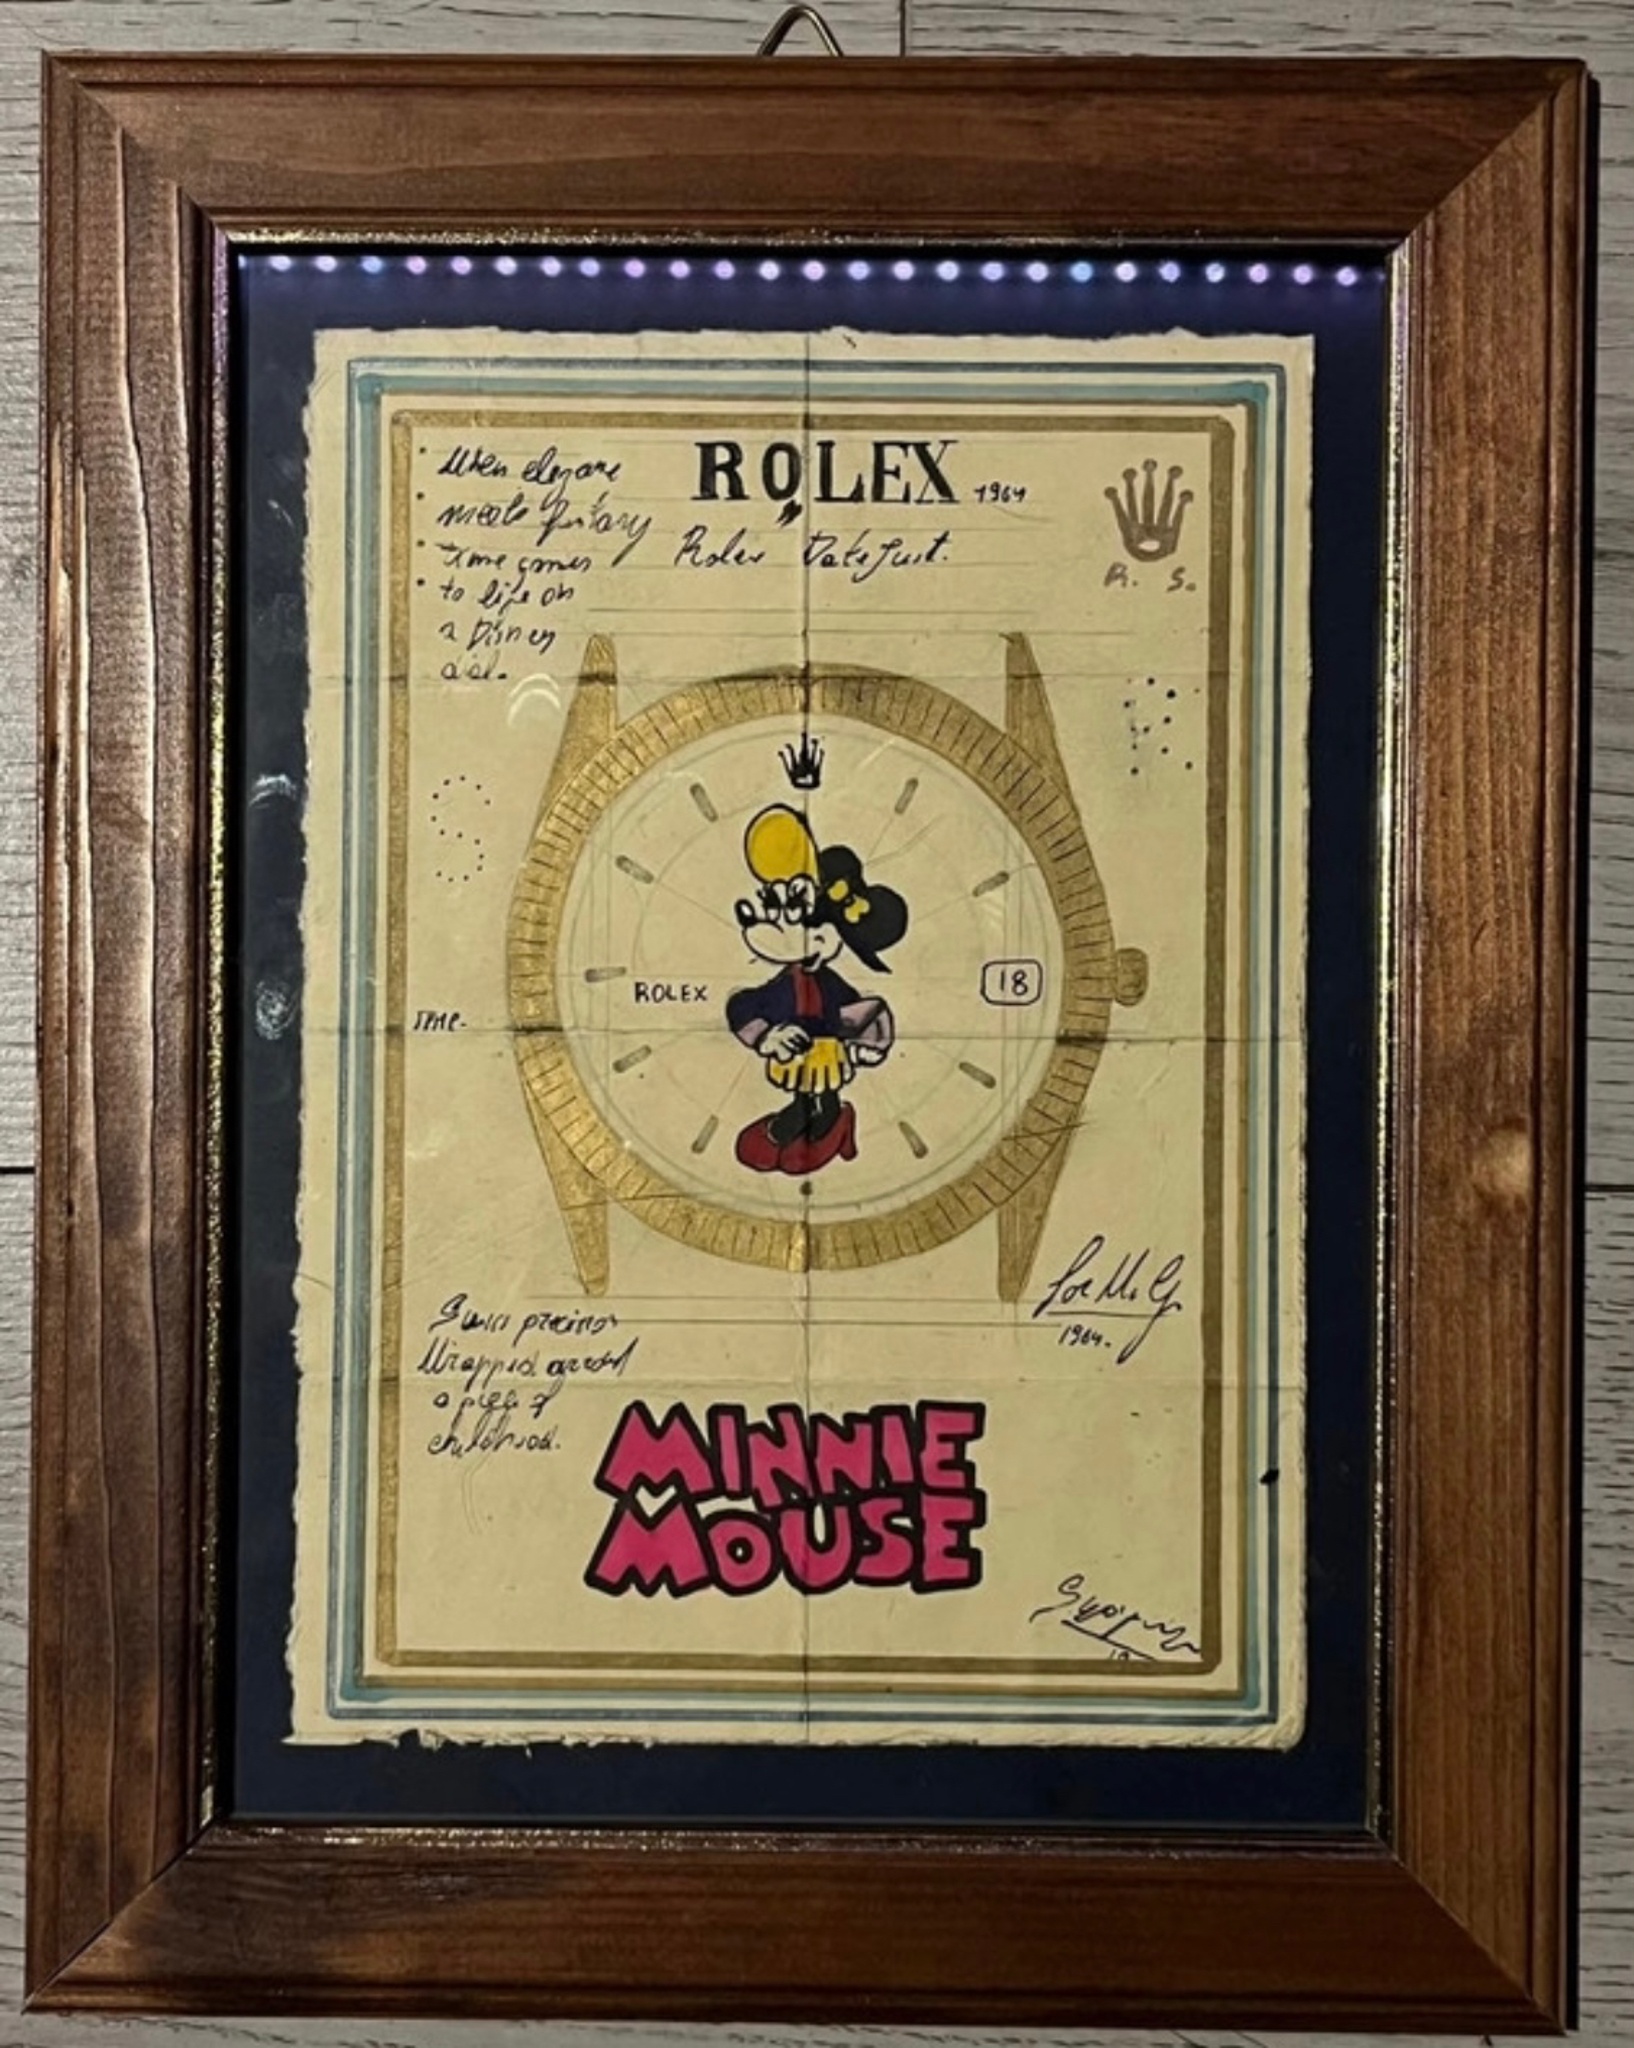 When elegane
meets fantasy
time comes
to life on
a Disney
dial.
ROLEX 1964
Rolex DateJust.
R. S.
R
S
ROLEX
18
Swiss precision
Wrapped around
a piece of
childhood.
1964.
MINNIE
MOUSE